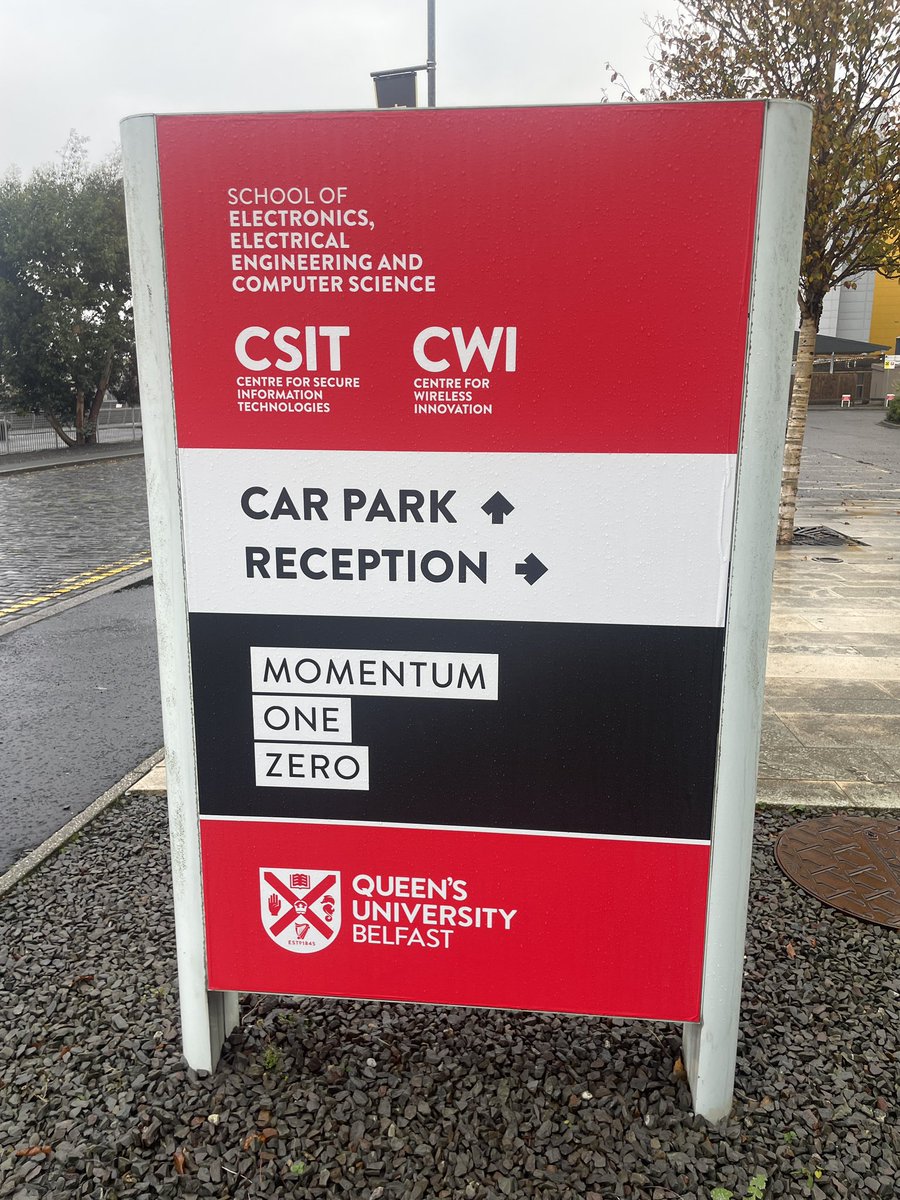 SCHOOL OF
ELECTRONICS,
ELECTRICAL
ENGINEERING AND
COMPUTER SCIENCE
CSIT
CENTRE FOR SECURE
INFORMATION
TECHNOLOGIES
CWI
CENTRE FOR
WIRELESS
INNOVATION
CAR PARK
RECEPTION
MOMENTUM
ONE
ZERO
QUEEN'S
UNIVERSITY
BELFAST
ESTD1845